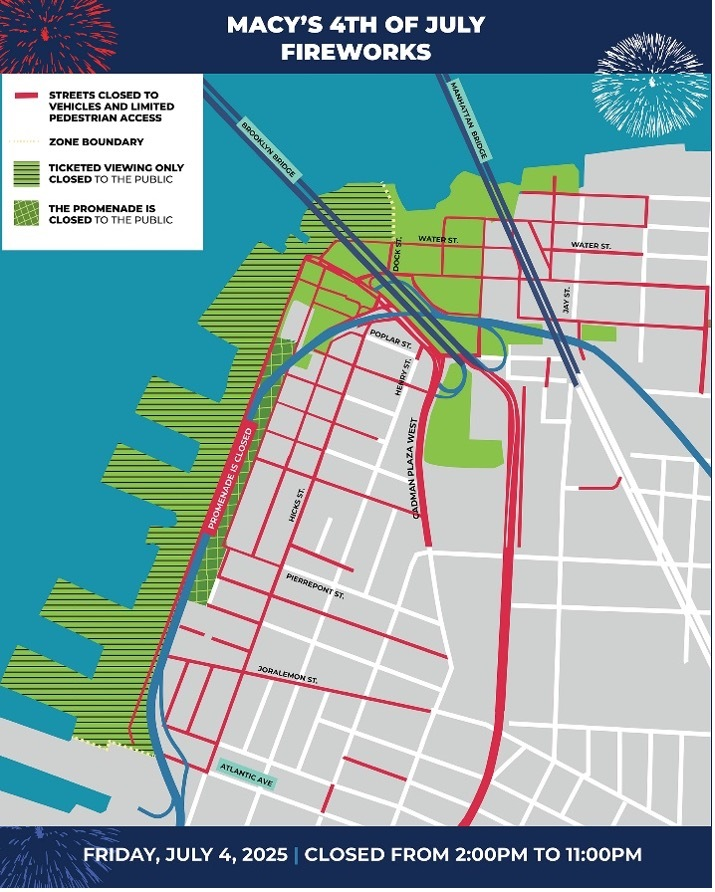 MACY'S 4TH OF JULY
FIREWORKS
STREETS CLOSED TO
VEHICLES AND LIMITED
PEDESTRIAN ACCESS
ZONE BOUNDARY
TICKETED VIEWING ONLY
CLOSED TO THE PUBLIC
THE PROMENADE IS
CLOSED TO THE PUBLIC
BROOKLYN BRIDGE
MANHATTAN BRIDGE
DOCK ST.
WATER ST.
WATER ST.
JAY ST.
POPLAR ST.
HENRY ST.
CADMAN PLAZA WEST
PROMENADE IS CLOSED
HICKS ST.
PIERREPONT ST.
JORALEMON ST.
ATLANTIC AVE
FRIDAY, JULY 4, 2025 | CLOSED FROM 2:00PM TO 11:00PM